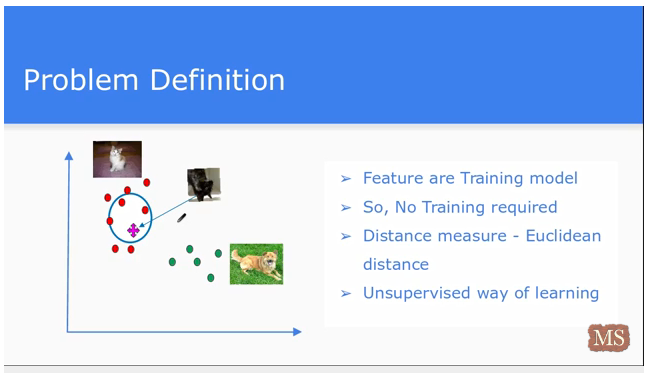 Problem Definition
➢ Feature are Training model
➢ So, No Training required
➢ Distance measure - Euclidean
distance
➢ Unsupervised way of learning
MS